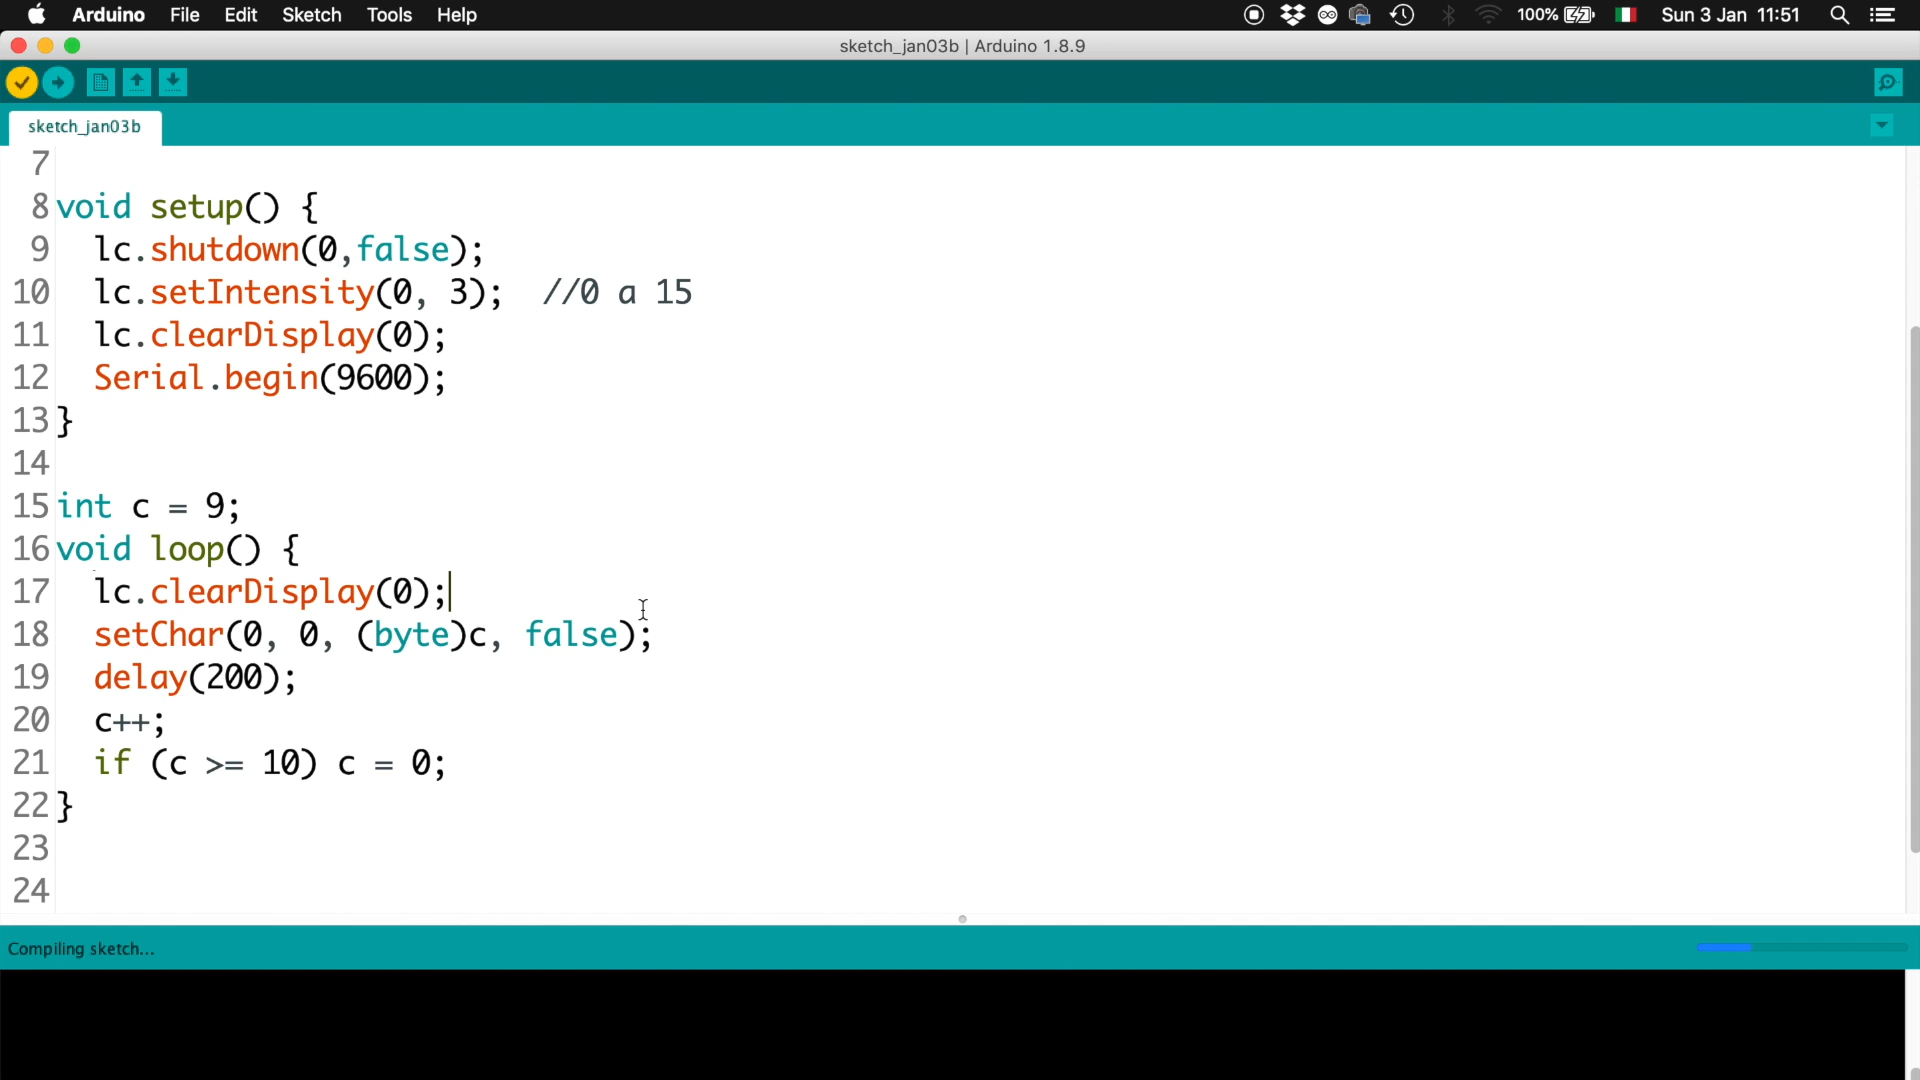 Arduino File Edit Sketch Tools Help 100% Sun 3 Jan 11:51
sketch_jan03b | Arduino 1.8.9
sketch_jan03b
7
8 void setup() {
9 lc.shutdown(0,false);
10 lc.setIntensity(0, 3); //0 a 15
11 lc.clearDisplay(0);
12 Serial.begin(9600);
13 }
14
15 int c = 9;
16 void loop() {
17 lc.clearDisplay(0);
18 setChar(0, 0, (byte)c, false);
19 delay(200);
20 c++;
21 if (c >= 10) c = 0;
22 }
23
24
Compiling sketch...